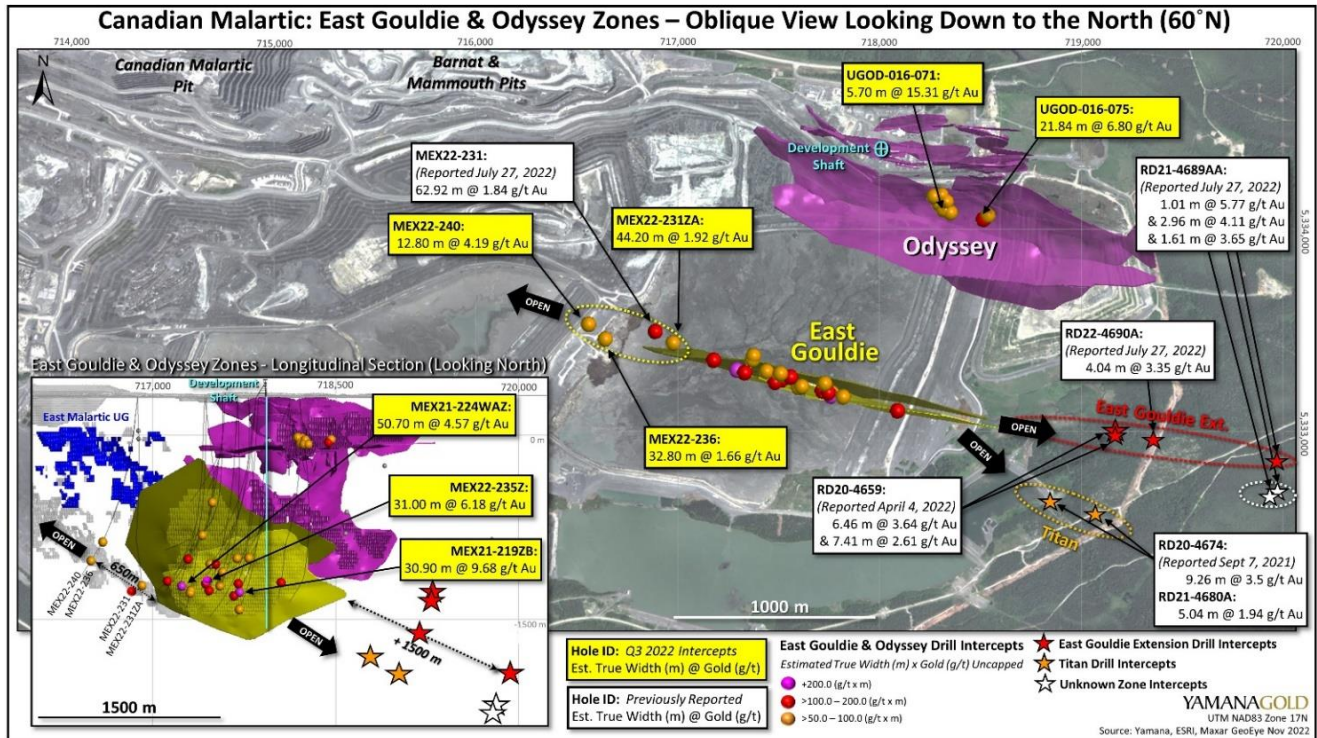 Canadian Malartic: East Gouldie & Odyssey Zones – Oblique View Looking Down to the North (60°N)
714,000
715,000
716,000
717,000
718,000
719,000
720,000
N
Canadian Malartic
Pit
Barnat &
Mammouth Pits
UGOD-016-071:
5.70 m @ 15.31 g/t Au
UGOD-016-075:
21.84 m @ 6.80 g/t Au
Development
Shaft
MEX22-231:
(Reported July 27, 2022)
62.92 m @ 1.84 g/t Au
RD21-4689AA:
(Reported July 27, 2022)
1.01 m @ 5.77 g/t Au
& 2.96 m @ 4.11 g/t Au
& 1.61 m @ 3.65 g/t Au
MEX22-240:
12.80 m @ 4.19 g/t Au
MEX22-231ZA:
44.20 m @ 1.92 g/t Au
5,334,000
Odyssey
OPEN
East
Gouldie
RD22-4690A:
(Reported July 27, 2022)
4.04 m @ 3.35 g/t Au
MEX22-236:
32.80 m @ 1.66 g/t Au
OPEN
OPEN
East Gouldie Ext.
5,333,000
RD20-4659:
(Reported April 4, 2022)
6.46 m @ 3.64 g/t Au
& 7.41 m @ 2.61 g/t Au
Titan
RD20-4674:
(Reported Sept 7, 2021)
9.26 m @ 3.5 g/t Au
RD21-4680A:
5.04 m @ 1.94 g/t Au
1000 m
East Gouldie & Odyssey Zones - Longitudinal Section (Looking North)
717,000
Development
Shaft
718,500
720,000
East Malartic UG
MEX21-224WAZ:
50.70 m @ 4.57 g/t Au
0 m
MEX22-235Z:
31.00 m @ 6.18 g/t Au
MEX21-219ZB:
30.90 m @ 9.68 g/t Au
OPEN
650m
MEX22-240
MEX22-236
MEX22-231
MEX22-231ZA
OPEN
-1500 m
+ 1500 m
1500 m
Hole ID: Q3 2022 Intercepts
Est. True Width (m) @ Gold (g/t)
Hole ID: Previously Reported
Est. True Width (m) @ Gold (g/t)
East Gouldie & Odyssey Drill Intercepts
Estimated True Width (m) x Gold (g/t) Uncapped
+200.0 (g/t x m)
>100.0 – 200.0 (g/t x m)
>50.0 – 100.0 (g/t x m)
East Gouldie Extension Drill Intercepts
Titan Drill Intercepts
Unknown Zone Intercepts
YAMANAGOLD
UTM NAD83 Zone 17N
Source: Yamana, ESRI, Maxar GeoEye Nov 2022